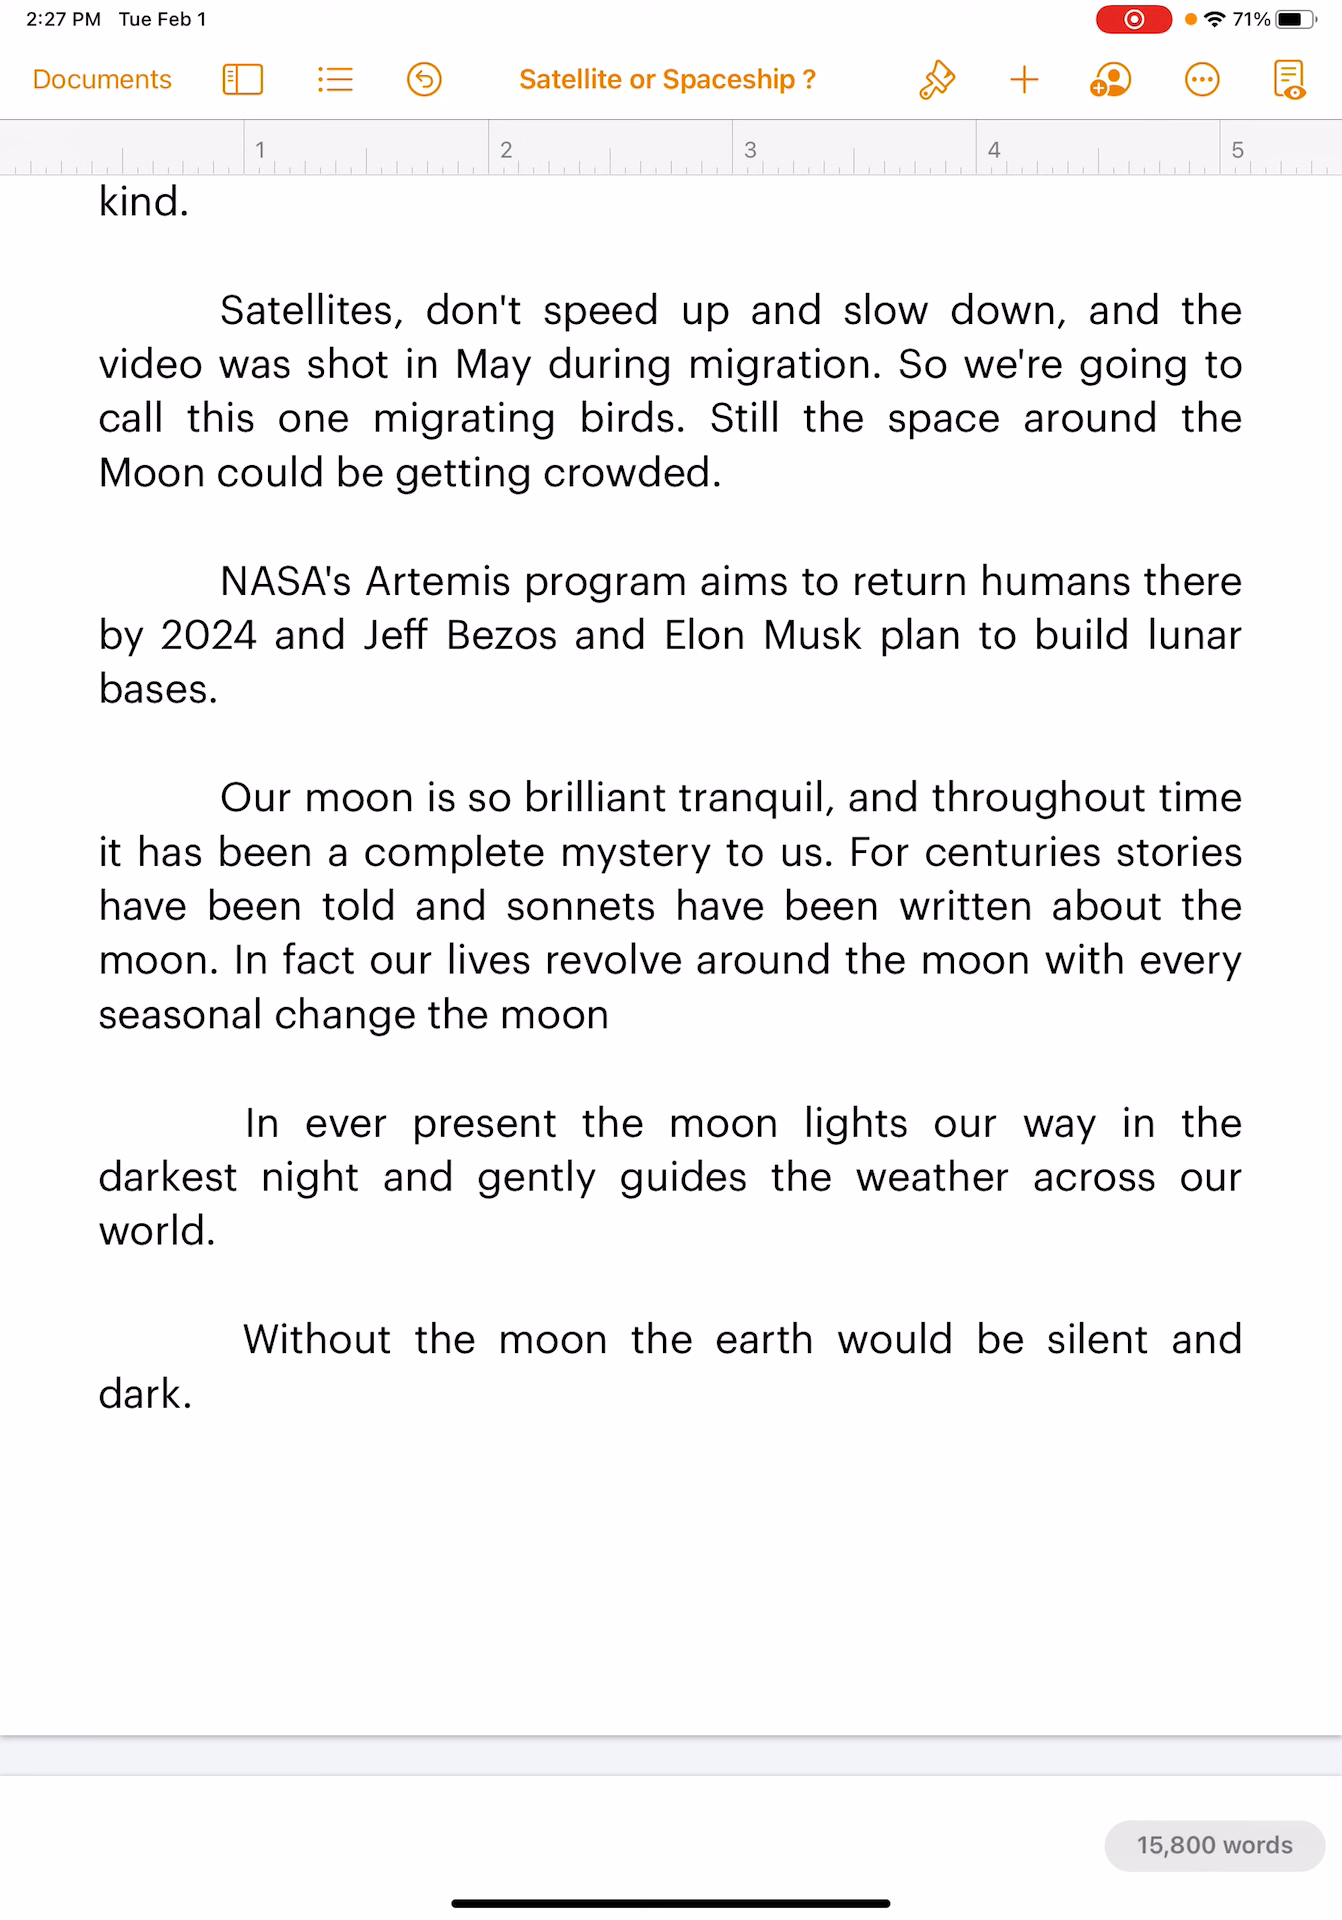 2:27 PM Tue Feb 1
71%
Documents
Satellite or Spaceship ?
1 2 3 4 5
kind.
Satellites, don't speed up and slow down, and the
video was shot in May during migration. So we're going to
call this one migrating birds. Still the space around the
Moon could be getting crowded.
NASA's Artemis program aims to return humans there
by 2024 and Jeff Bezos and Elon Musk plan to build lunar
bases.
Our moon is so brilliant tranquil, and throughout time
it has been a complete mystery to us. For centuries stories
have been told and sonnets have been written about the
moon. In fact our lives revolve around the moon with every
seasonal change the moon
In ever present the moon lights our way in the
darkest night and gently guides the weather across our
world.
Without the moon the earth would be silent and
dark.
15,800 words